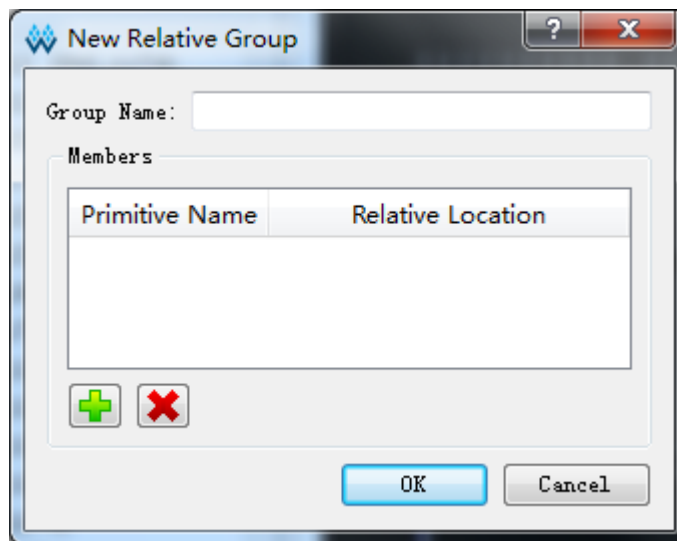 New Relative Group
?
X
Group Name:
Members
Primitive Name Relative Location
OK Cancel